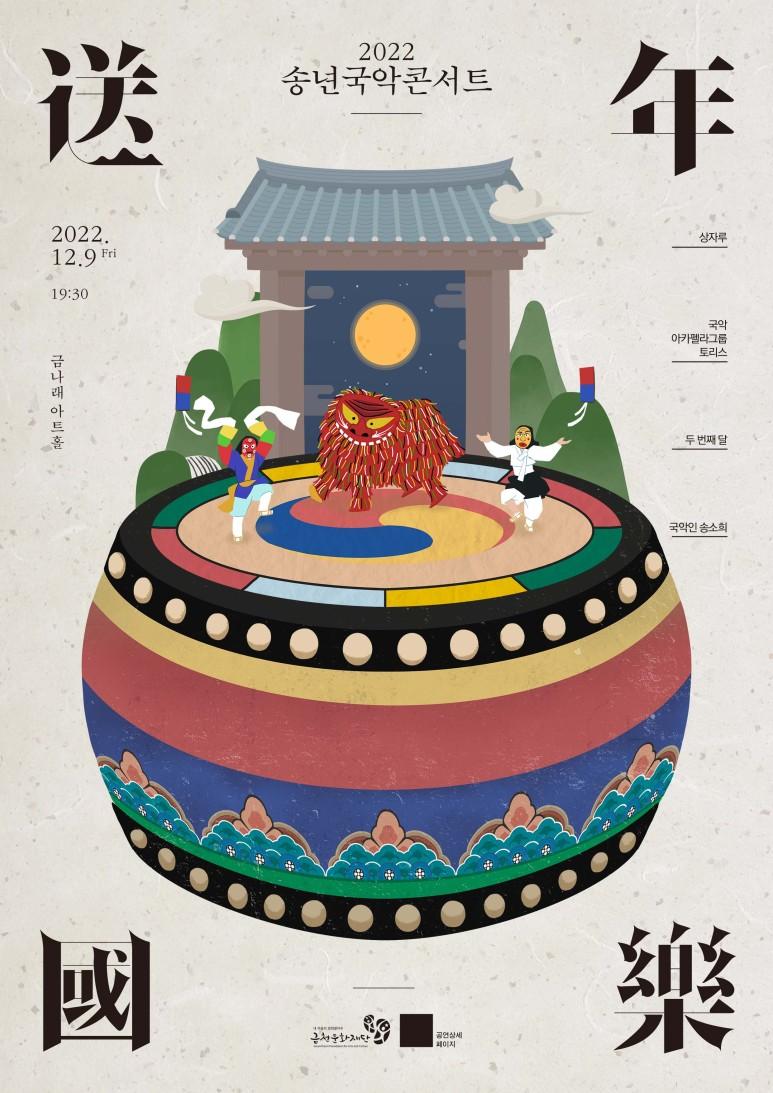 送
2022
송년국악콘서트
年
2022.
12.9 Fri
19:30
금나래 아트홀
상자루
국악
아카펠라그룹
토리스
두 번째 달
국악인 송소희
國
樂
금천문화재단
공연상세
페이지